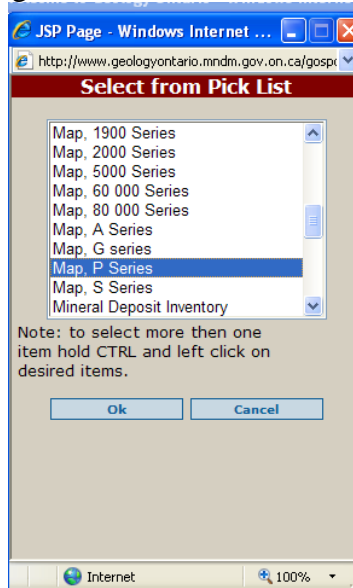 JSP Page - Windows Internet ...
http://www.geologyontario.mndm.gov.on.ca/gosp
Select from Pick List
Map, 1900 Series
Map, 2000 Series
Map, 5000 Series
Map, 60 000 Series
Map, 80 000 Series
Map, A Series
Map, G series
Map, P Series
Map, S Series
Mineral Deposit Inventory
Note: to select more then one
item hold CTRL and left click on
desired items.
Ok Cancel
Internet 100%